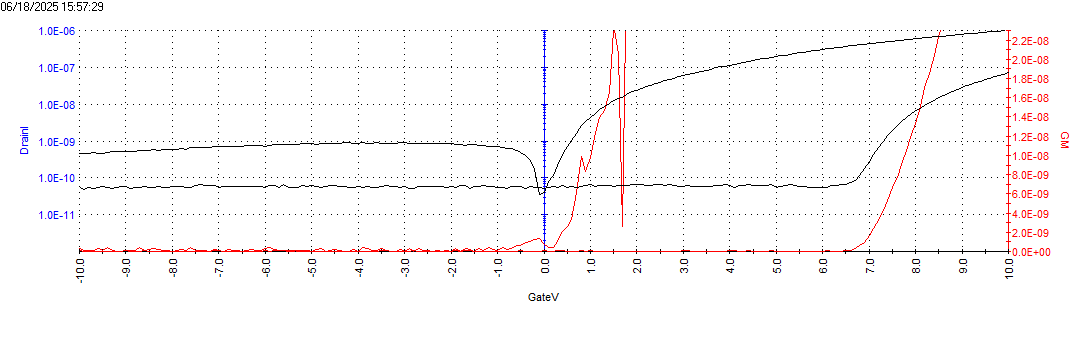 06/18/2025 15:57:29
1.0E-06
1.0E-07
1.0E-08
1.0E-09
1.0E-10
1.0E-11
DrainI
2.2E-08
2.0E-08
1.8E-08
1.6E-08
1.4E-08
1.2E-08
1.0E-08
8.0E-09
6.0E-09
4.0E-09
2.0E-09
0.0E+00
GM
-10.0
-9.0
-8.0
-7.0
-6.0
-5.0
-4.0
-3.0
-2.0
-1.0
0.0
1.0
2.0
3.0
4.0
5.0
6.0
7.0
8.0
9.0
10.0
GateV